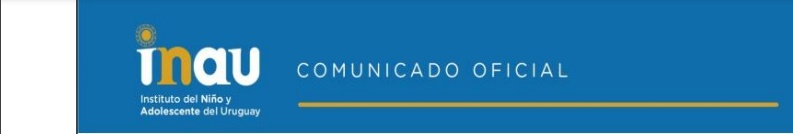 inau
COMUNICADO OFICIAL
Instituto del Niño y
Adolescente del Uruguay